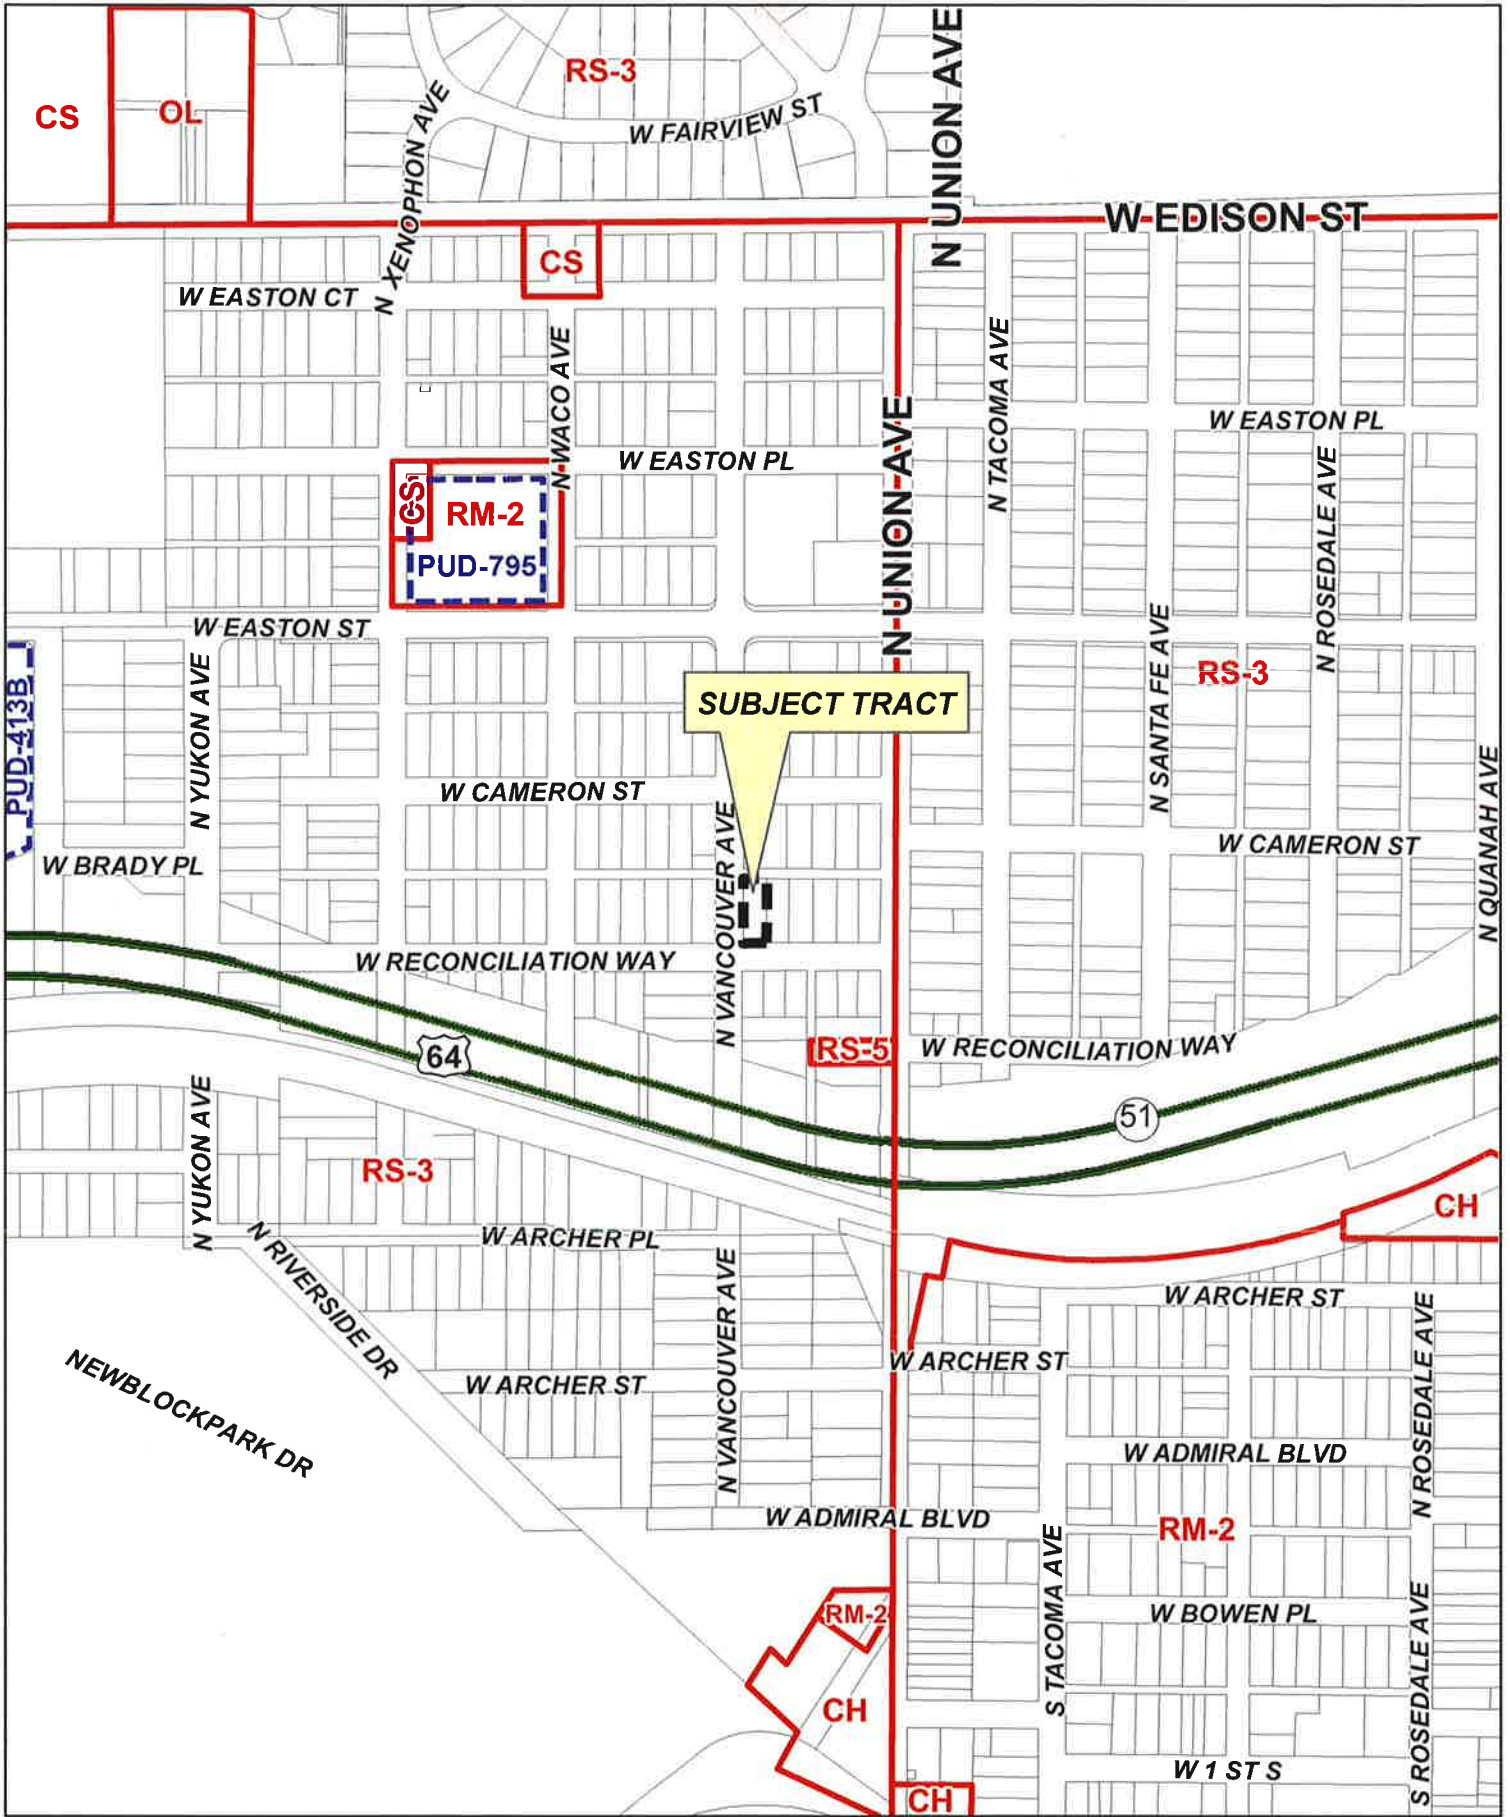 N UNION AVE
RS-3
CS
OL
W FAIRVIEW ST
N XENOPHON AVE
W EDISON ST
CS
W EASTON CT
N WACO AVE
N TACOMA AVE
W EASTON PL
W EASTON PL
N UNION AVE
N ROSEDALE AVE
CS
RM-2
PUD-795
W EASTON ST
N YUKON AVE
N SANTA FE AVE
RS-3
PUD-413B
SUBJECT TRACT
W CAMERON ST
N VANCOUVER AVE
W CAMERON ST
N QUANAH AVE
W BRADY PL
W RECONCILIATION WAY
RS-5
W RECONCILIATION WAY
64
51
N YUKON AVE
RS-3
CH
N RIVERSIDE DR
W ARCHER PL
N VANCOUVER AVE
W ARCHER ST
N ROSEDALE AVE
NEWBLOCKPARK DR
W ARCHER ST
W ARCHER ST
W ADMIRAL BLVD
W ADMIRAL BLVD
RM-2
S TACOMA AVE
RM-2
W BOWEN PL
S ROSEDALE AVE
CH
W 1 ST S
CH